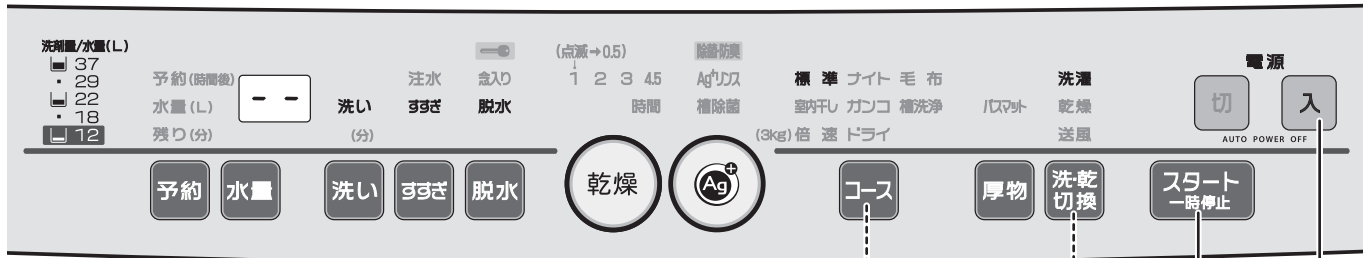 洗剤量/水量(L)
37
・29
22
・18
12
予約(時間後)
水量(L)
残り(分)
--
洗い
(分)
注水
すすぎ
念入り
脱水
(点滅→0.5)
1 2 3 4.5
時間
除菌・防臭
Ag⁺リンス
槽除菌
標準 ナイト 毛布
室内干し ガンコ 槽洗浄
(3kg)倍速 ドライ
バスマット
洗濯
乾燥
送風
電源
切 入
AUTO POWER OFF
予約
水量
洗い
すすぎ
脱水
乾燥
Ag+
コース
厚物
洗・乾
切換
スタート
一時停止